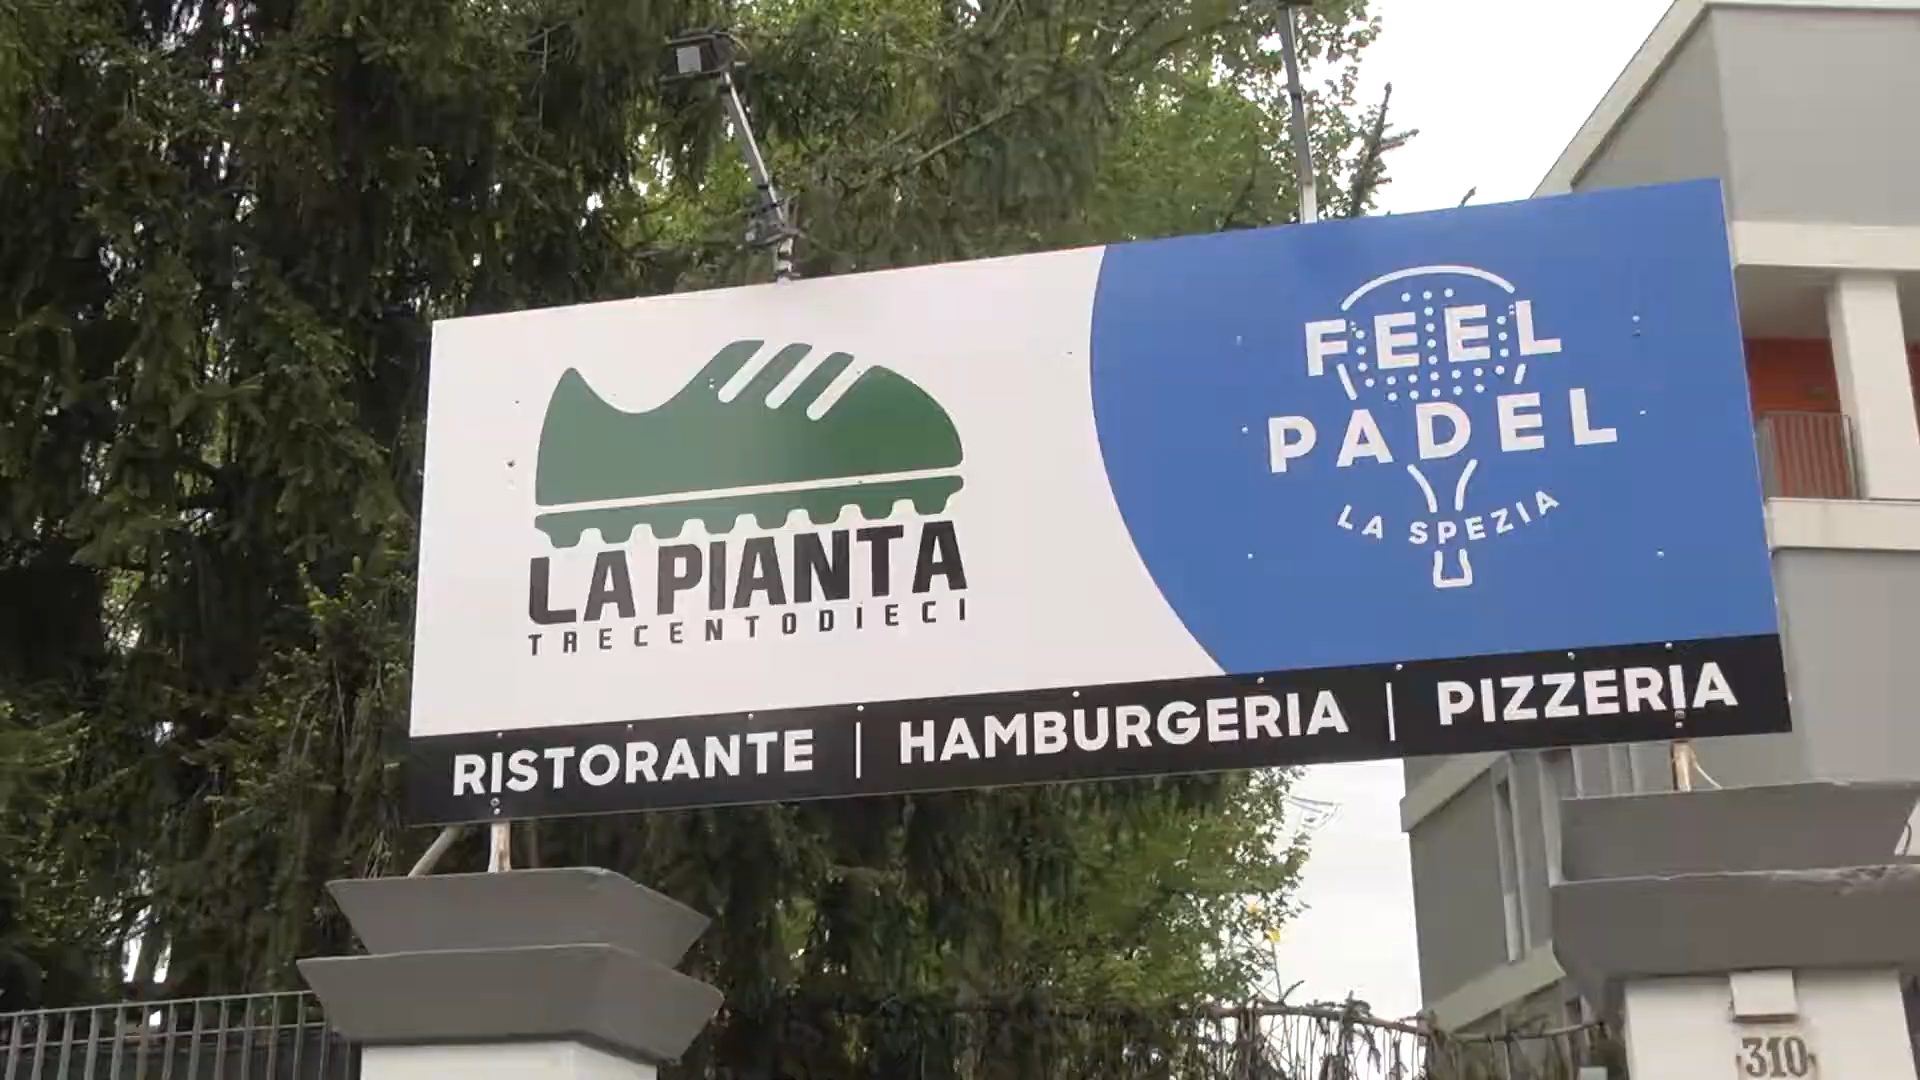 LA PIANTA
TRECENTODIECI
FEEL
PADEL
LA SPEZIA
RISTORANTE | HAMBURGERIA | PIZZERIA
310